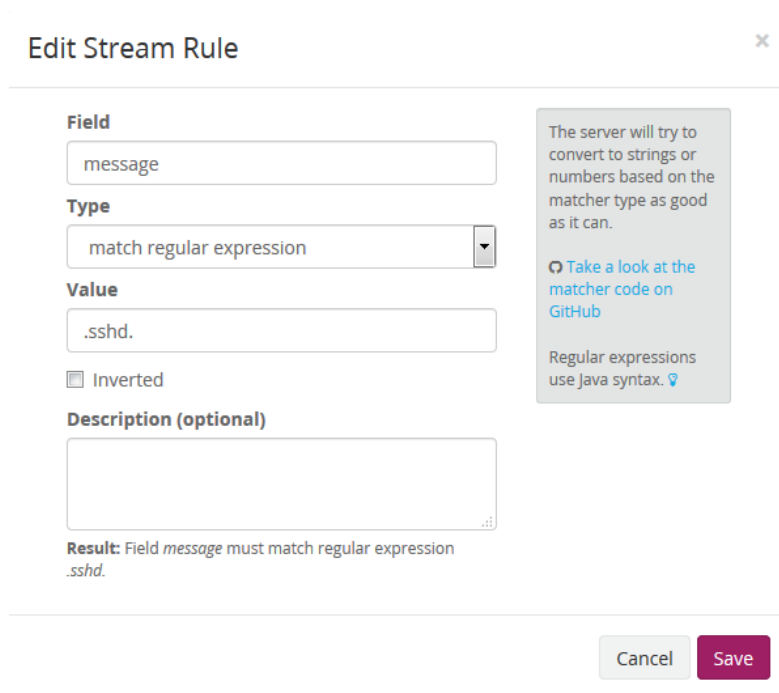 Edit Stream Rule
×
Field
message
Type
match regular expression
Value
.sshd.
Inverted
Description (optional)
Result: Field message must match regular expression
.sshd.
The server will try to
convert to strings or
numbers based on the
matcher type as good
as it can.
Take a look at the
matcher code on
GitHub
Regular expressions
use Java syntax.
Cancel
Save